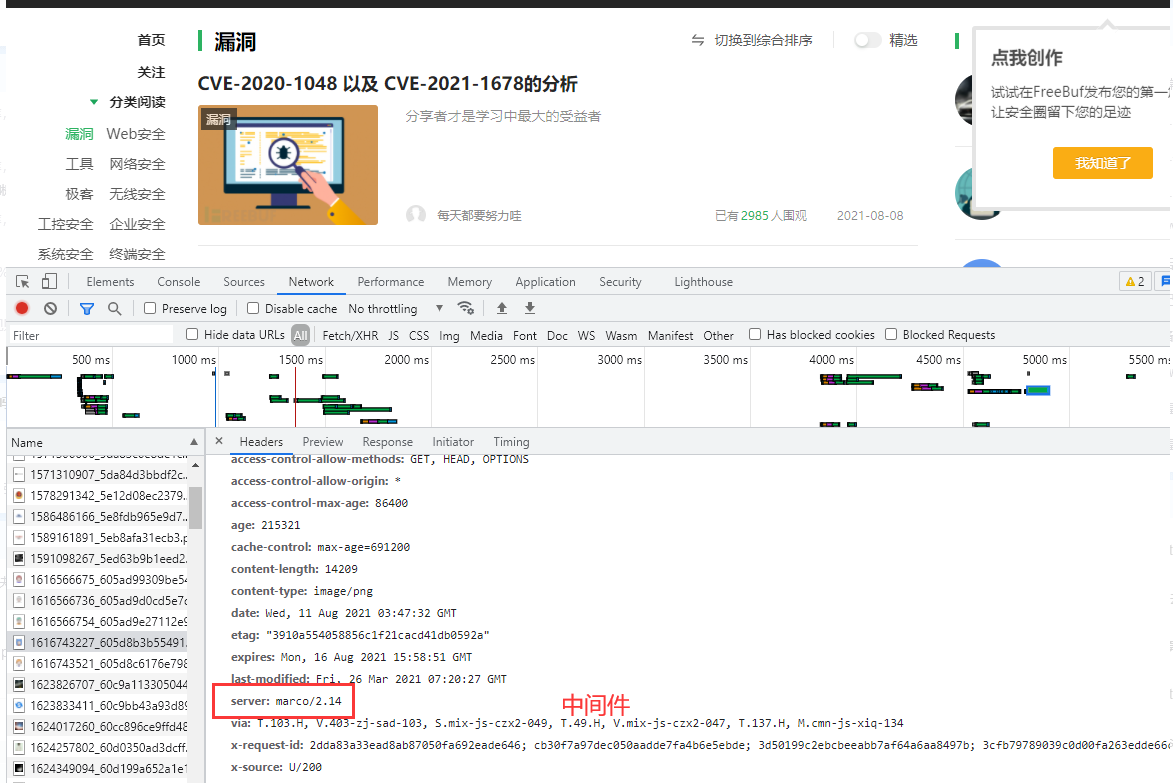 首页
漏洞
切换到综合排序
精选
点我创作
关注
CVE-2020-1048 以及 CVE-2021-1678的分析
试试在FreeBuf发布您的第一
分类阅读
漏洞
分享者才是学习中最大的受益者
让安全圈留下您的足迹
漏洞 Web安全
工具 网络安全
我知道了
极客 无线安全
工控安全 企业安全
每天都要努力哇
已有2985人围观
2021-08-08
系统安全 终端安全
Elements Console Sources Network Performance Memory Application Security Lighthouse 2
Preserve log Disable cache No throttling
Filter Hide data URLs All Fetch/XHR JS CSS Img Media Font Doc WS Wasm Manifest Other Has blocked cookies Blocked Requests
500 ms 1000 ms 1500 ms 2000 ms 2500 ms 3000 ms 3500 ms 4000 ms 4500 ms 5000 ms 5500 ms
Name
Headers Preview Response Initiator Timing
1571310907_5da84d3bbdf2c..
1578291342_5e12d08ec2379..
1586486166_5e8fdb965e9d7..
1589161891_5eb8afa31ecb3.p
1591098267_5ed63b9b1eed2.
1616566675_605ad99309be54
1616566736_605ad9d0cd5e7c
1616566754_605ad9e27112e9
1616743227_605d8b3b55491.
1616743521_605d8c6176e798
1623826707_60c9a113305044
1623833411_60c9bb43a93d89
1624017260_60cc896ce9ffd48
1624257802_60d0350ad3dcff.
1624349094_60d199a652a1e1
access-control-allow-methods: GET, HEAD, OPTIONS
access-control-allow-origin: *
access-control-max-age: 86400
age: 215321
cache-control: max-age=691200
content-length: 14209
content-type: image/png
date: Wed, 11 Aug 2021 03:47:32 GMT
etag: "3910a554058856c1f21cacd41db0592a"
expires: Mon, 16 Aug 2021 15:58:51 GMT
last-modified: Fri, 26 Mar 2021 07:20:27 GMT
server: marco/2.14
中间件
via: T.103.H, V.403-zj-sad-103, S.mix-js-czx2-049, T.49.H, V.mix-js-czx2-047, T.137.H, M.cmn-js-xiq-134
x-request-id: 2dda83a33ead8ab87050fa692eade646; cb30f7a97dec050aadde7fa4b6e5ebde; 3d50199c2ebcbeeabb7af64a6aa8497b; 3cfb79789039c0d00fa263edde66c
x-source: U/200